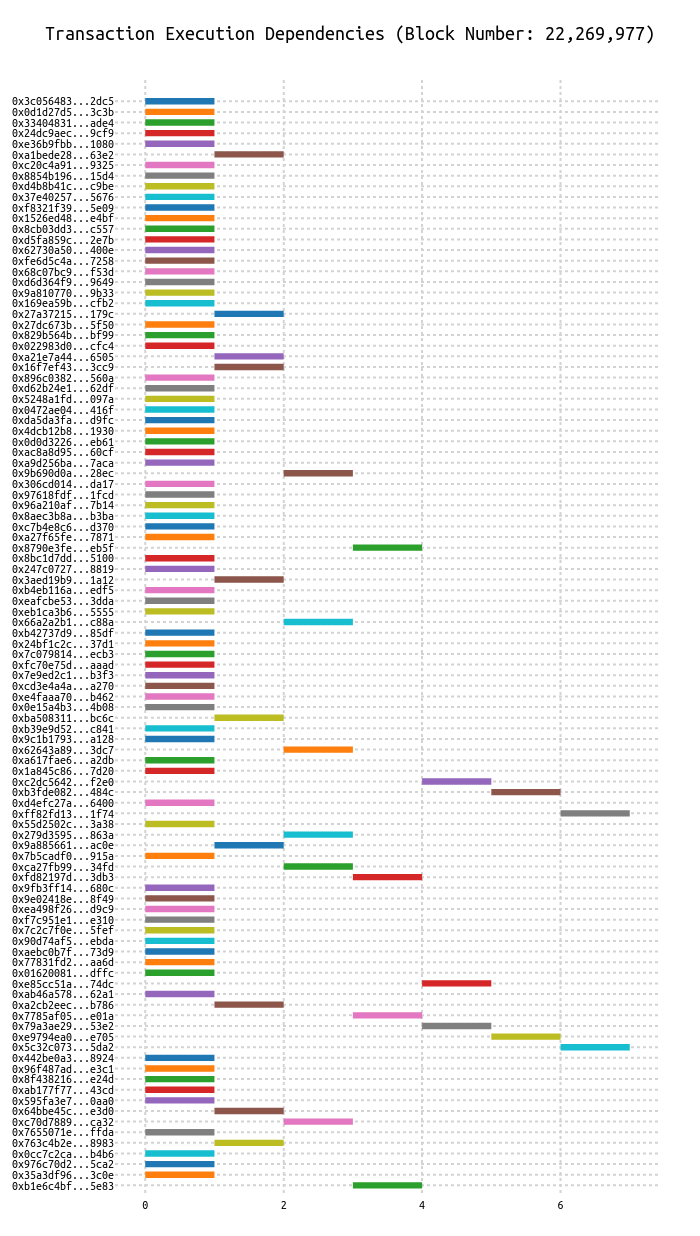 Transaction Execution Dependencies (Block Number: 22,269,977)
0x3c056483...2dc5
0x0d1d27d5...3c3b
0x33404831...ade4
0x24dc9aec...9cf9
0xe36b9fbb...1080
0xa1bede28...63e2
0xc20c4a91...9325
0x8854b196...15d4
0xd4b8b41c...c9be
0x37e40257...5676
0xf8321f39...5e09
0x1526ed48...e4bf
0x8cb03dd3...c557
0xd5fa859c...2e7b
0x62730a50...400e
0xfe6d5c4a...7258
0x68c07bc9...f53d
0xd6d364f9...9649
0x9a810770...9b33
0x169ea59b...cfb2
0x27a37215...179c
0x27dc673b...5f50
0x829b564b...bf99
0x022983d0...cfc4
0xa21e7a44...6505
0x16f7ef43...3cc9
0x896c0382...560a
0xd62b24e1...62df
0x5248a1fd...097a
0x0472ae04...416f
0xda5da3fa...d9fc
0x4dcb12b8...1930
0x0d0d3226...eb61
0xac8a8d95...60cf
0xa9d256ba...7aca
0x9b690d0a...28ec
0x306cd014...da17
0x97618fdf...1fcd
0x96a210af...7b14
0x8aec3b8a...b3ba
0xc7b4e8c6...d370
0xa27f65fe...7871
0x8790e3fe...eb5f
0x8bc1d7dd...5100
0x247c0727...8819
0x3aed19b9...1a12
0xb4eb116a...edf5
0xeafcbe53...3dda
0xeb1ca3b6...5555
0x66a2a2b1...c88a
0xb42737d9...85df
0x24bf1c2c...37d1
0x7c079814...ecb3
0xfc70e75d...aaad
0x7e9ed2c1...b3f3
0xcd3e4a4a...a270
0xe4faaa70...b462
0x0e15a4b3...4b08
0xba508311...bc6c
0xb39e9d52...c841
0x9c1b1793...a128
0x62643a89...3dc7
0xa617fae6...a2db
0x1a845c86...7d20
0xc2dc5642...f2e0
0xb3fde082...484c
0xd4efc27a...6400
0xff82fd13...1f74
0x55d2502c...3a38
0x279d3595...863a
0x9a885661...ac0e
0x7b5cadf0...915a
0xca27fb99...34fd
0xfd82197d...3db3
0x9fb3ff14...680c
0x9e02418e...8f49
0xea498f26...d9c9
0xf7c951e1...e310
0x7c2c7f0e...5fef
0x90d74af5...ebda
0xaebc0b7f...73d9
0x77831fd2...aa6d
0x01620081...dffc
0xe85cc51a...74dc
0xab46a578...62a1
0xa2cb2eec...b786
0x7785af05...e01a
0x79a3ae29...53e2
0xe9794ea0...e705
0x5c32c073...5da2
0x442be0a3...8924
0x96f487ad...e3c1
0x8f438216...e24d
0xab177f77...43cd
0x595fa3e7...0aa0
0x64bbe45c...e3d0
0xc70d7889...ca32
0x7655071e...ffda
0x763c4b2e...8983
0x0cc7c2ca...b4b6
0x976c70d2...5ca2
0x35a3df96...3c0e
0xb1e6c4bf...5e83
0 2 4 6